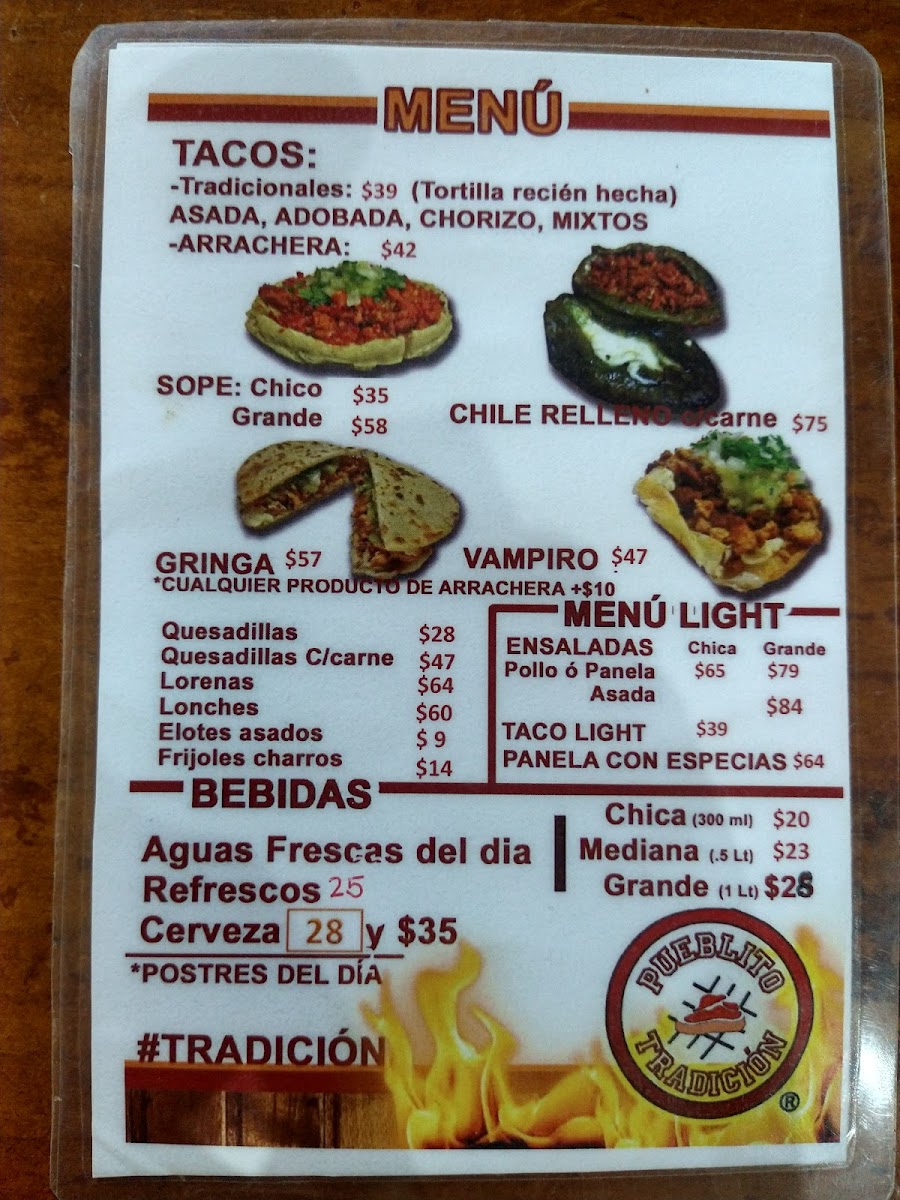 MENÚ
TACOS:
-Tradicionales: $39 (Tortilla recién hecha)
ASADA, ADOBADA, CHORIZO, MIXTOS
-ARRACHERA: $42
SOPE: Chico $35
Grande $58
CHILE RELLENO c/carne $75
GRINGA $57
VAMPIRO $47
*CUALQUIER PRODUCTO DE ARRACHERA +$10
Quesadillas $28
Quesadillas C/carne $47
Lorenas $64
Lonches $60
Elotes asados $ 9
Frijoles charros $14
MENÚ LIGHT
ENSALADAS Chica Grande
Pollo ó Panela $65 $79
Asada $84
TACO LIGHT $39
PANELA CON ESPECIAS $64
BEBIDAS
Aguas Frescas del dia
Chica (300 ml) $20
Mediana (.5 Lt) $23
Grande (1 Lt) $28
Refrescos 25
Cerveza 28 y $35
*POSTRES DEL DÍA
#TRADICIÓN
PUEBLITO
TRADICIÓN
®